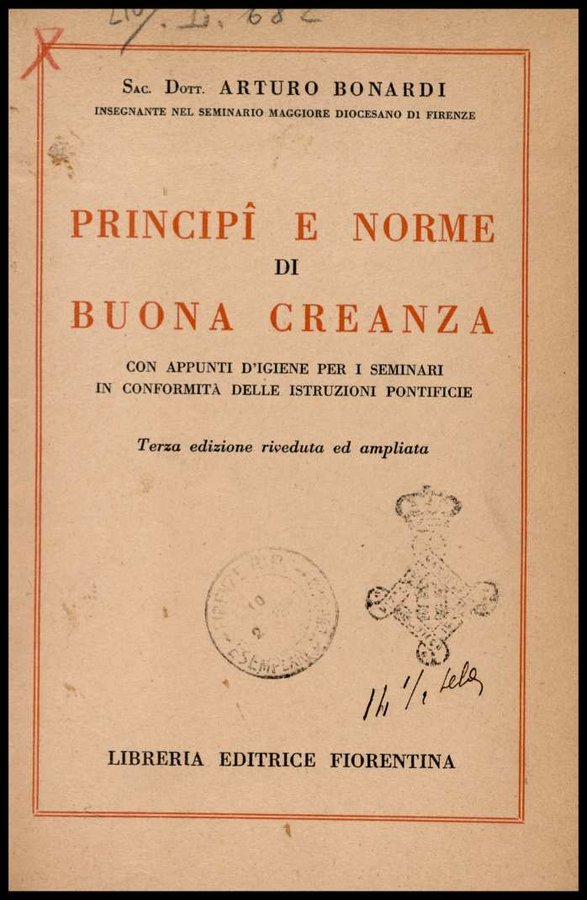 SAC. DOTT. ARTURO BONARDI
INSEGNANTE NEL SEMINARIO MAGGIORE DIOCESANO DI FIRENZE
PRINCIPÎ E NORME
DI
BUONA CREANZA
CON APPUNTI D'IGIENE PER I SEMINARI
IN CONFORMITÀ DELLE ISTRUZIONI PONTIFICIE
Terza edizione riveduta ed ampliata
LIBRERIA EDITRICE FIORENTINA